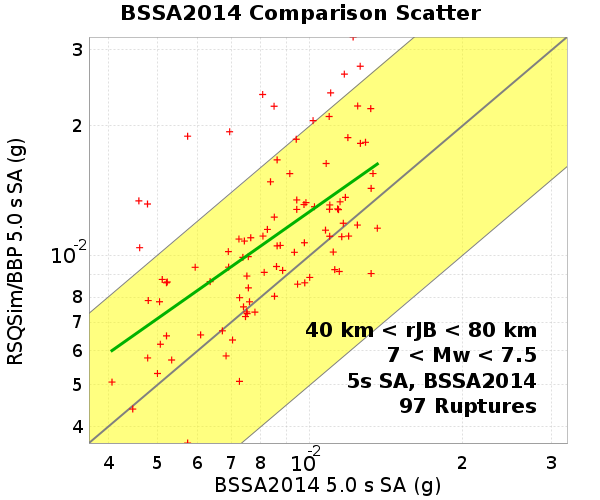 BSSA2014 Comparison Scatter
RSQSim/BBP 5.0 s SA (g)
3
2
10-2
8
7
6
5
4
40 km < rJB < 80 km
7 < Mw < 7.5
5s SA, BSSA2014
97 Ruptures
4 5 6 7 8 10-2 2 3
BSSA2014 5.0 s SA (g)